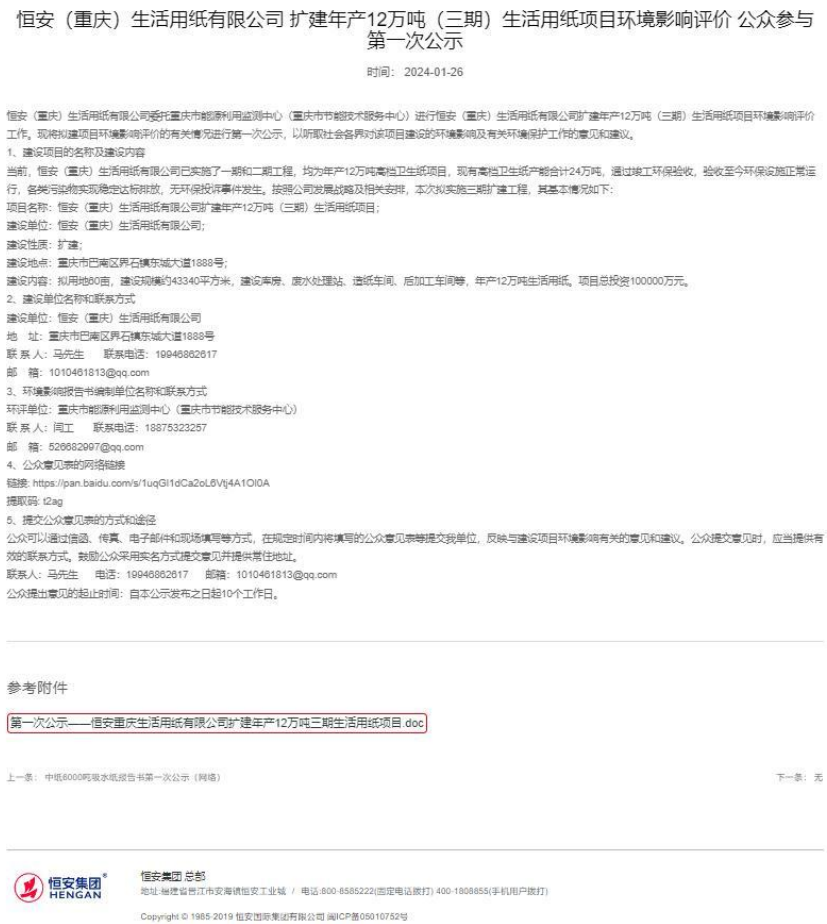 恒安（重庆）生活用纸有限公司 扩建年产12万吨（三期）生活用纸项目环境影响评价 公众参与
第一次公示
时间： 2024-01-26
恒安（重庆）生活用纸有限公司委托重庆市能源利用监测中心（重庆市节能技术服务中心）进行恒安（重庆）生活用纸有限公司扩建年产12万吨（三期）生活用纸项目环境影响评价
工作。现将拟建项目环境影响评价的有关情况进行第一次公示，以听取社会各界对该项目建设的环境影响及有关环境保护工作的意见和建议。
1、建设项目的名称及建设内容
当前，恒安（重庆）生活用纸有限公司已实施了一期和二期工程，均为年产12万吨高档卫生纸项目，现有高档卫生纸产能合计24万吨，通过竣工环保验收，验收至今环保设施正常运
行，各类污染物实现稳定达标排放，无环保投诉事件发生。按照公司发展战略及相关安排，本次拟实施三期扩建工程，其基本情况如下：
项目名称：恒安（重庆）生活用纸有限公司扩建年产12万吨（三期）生活用纸项目；
建设单位：恒安（重庆）生活用纸有限公司；
建设性质：扩建；
建设地点：重庆市巴南区界石镇东城大道1888号；
建设内容：拟用地60亩，建设规模约43340平方米，建设库房、废水处理站、造纸车间、后加工车间等，年产12万吨生活用纸。项目总投资100000万元。
2、建设单位名称和联系方式
建设单位：恒安（重庆）生活用纸有限公司
地 址：重庆市巴南区界石镇东城大道1888号
联 系 人：马先生 联系电话：19946862617
邮 箱：1010461813@qq.com
3、环境影响报告书编制单位名称和联系方式
环评单位：重庆市能源利用监测中心（重庆市节能技术服务中心）
联 系 人：闫工 联系电话：18875323257
邮 箱：526682997@qq.com
4、公众意见表的网络链接
链接: https://pan.baidu.com/s/1uqGl1dCa2oL6Vtj4A1Ol0A
提取码: t2ag
5、提交公众意见表的方式和途径
公众可以通过信函、传真、电子邮件和现场填写等方式，在规定时间内将填写的公众意见表等提交我单位，反映与建设项目环境影响有关的意见和建议。公众提交意见时，应当提供有
效的联系方式。鼓励公众采用实名方式提交意见并提供常住地址。
联系人：马先生 电话：19946862617 邮箱：1010461813@qq.com
公众提出意见的起止时间：自本公示发布之日起10个工作日。
参考附件
第一次公示——恒安重庆生活用纸有限公司扩建年产12万吨三期生活用纸项目.doc
上一条： 中纸6000吨吸水纸报告书第一次公示（网络） 下一条： 无
恒安集团 HENGAN
恒安集团 总部
地址:福建省晋江市安海镇恒安工业城 / 电话:800-8585222(固定电话拨打) 400-1808855(手机用户拨打)
Copyright © 1985-2019 恒安国际集团有限公司 闽ICP备05010752号